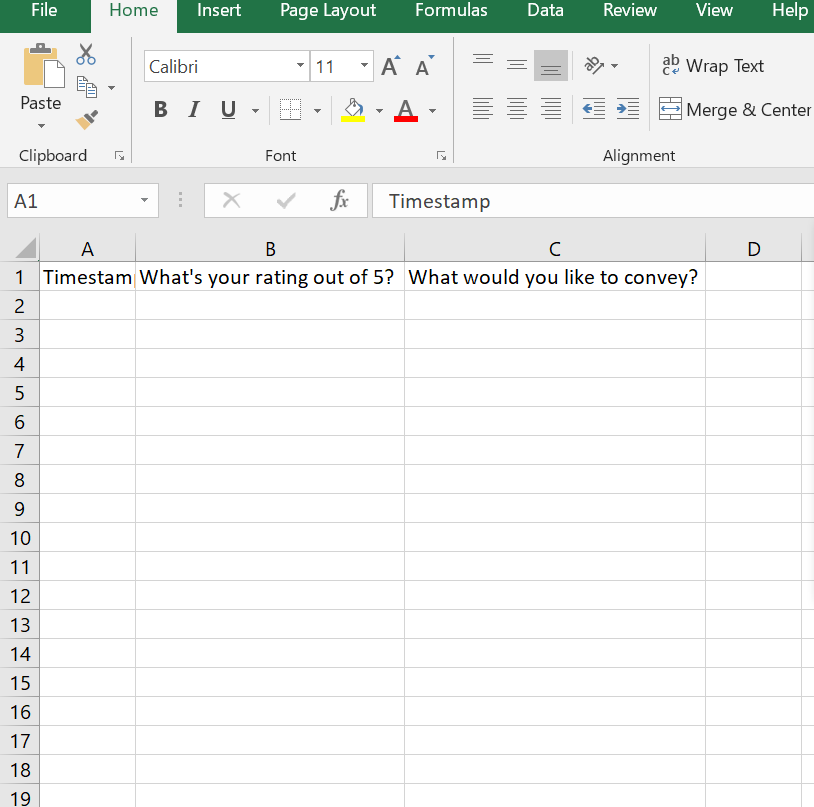 File Home Insert Page Layout Formulas Data Review View Help
Calibri 11 A A ab c Wrap Text
Paste B I U A Merge & Center
Clipboard Font Alignment
A1 fx Timestamp
A B C D
1 Timestam What's your rating out of 5? What would you like to convey?
2
3
4
5
6
7
8
9
10
11
12
13
14
15
16
17
18
19